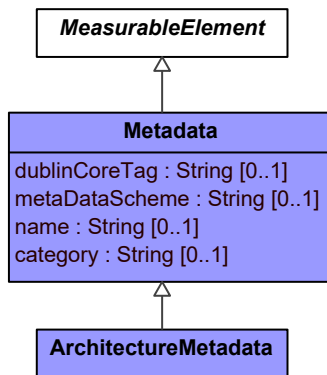 MeasurableElement
Metadata
dublinCoreTag : String [0..1]
metaDataScheme : String [0..1]
name : String [0..1]
category : String [0..1]
ArchitectureMetadata